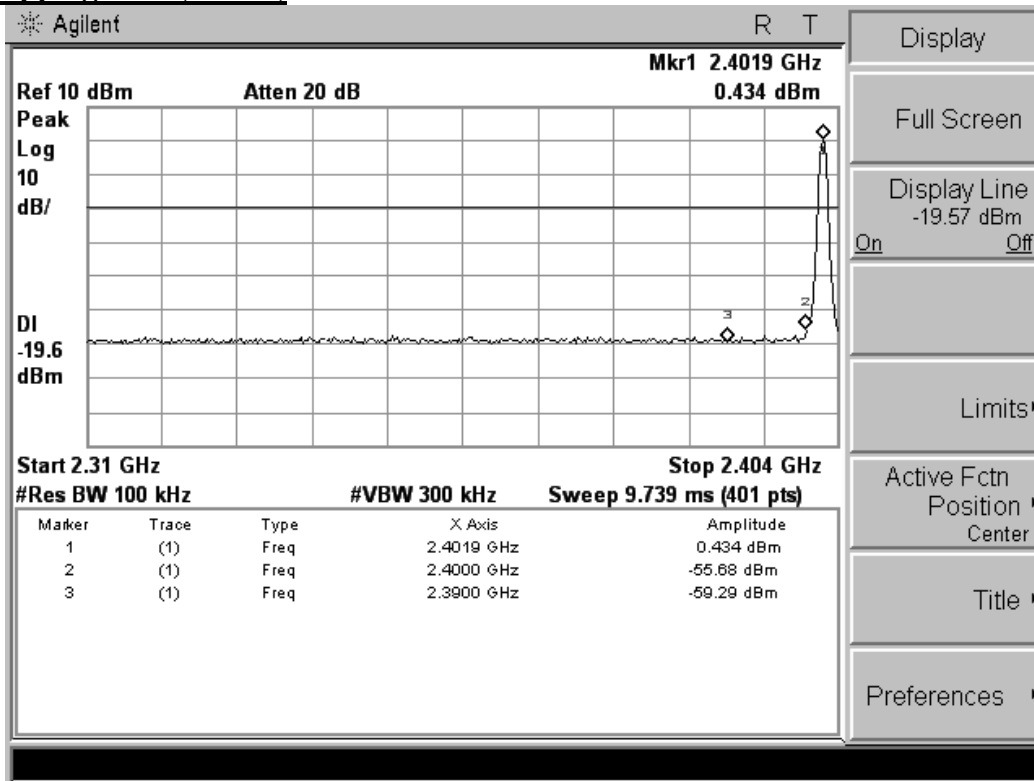 Agilent R T
Mkr1 2.4019 GHz
Ref 10 dBm Atten 20 dB 0.434 dBm
Peak
Log
10
dB/
DI
-19.6
dBm
1
2
3
Start 2.31 GHz Stop 2.404 GHz
#Res BW 100 kHz #VBW 300 kHz Sweep 9.739 ms (401 pts)
Marker Trace Type X Axis Amplitude
1 (1) Freq 2.4019 GHz 0.434 dBm
2 (1) Freq 2.4000 GHz -55.68 dBm
3 (1) Freq 2.3900 GHz -59.29 dBm
Display
Full Screen
Display Line
-19.57 dBm
On Off
Limits
Active Fctn
Position
Center
Title
Preferences